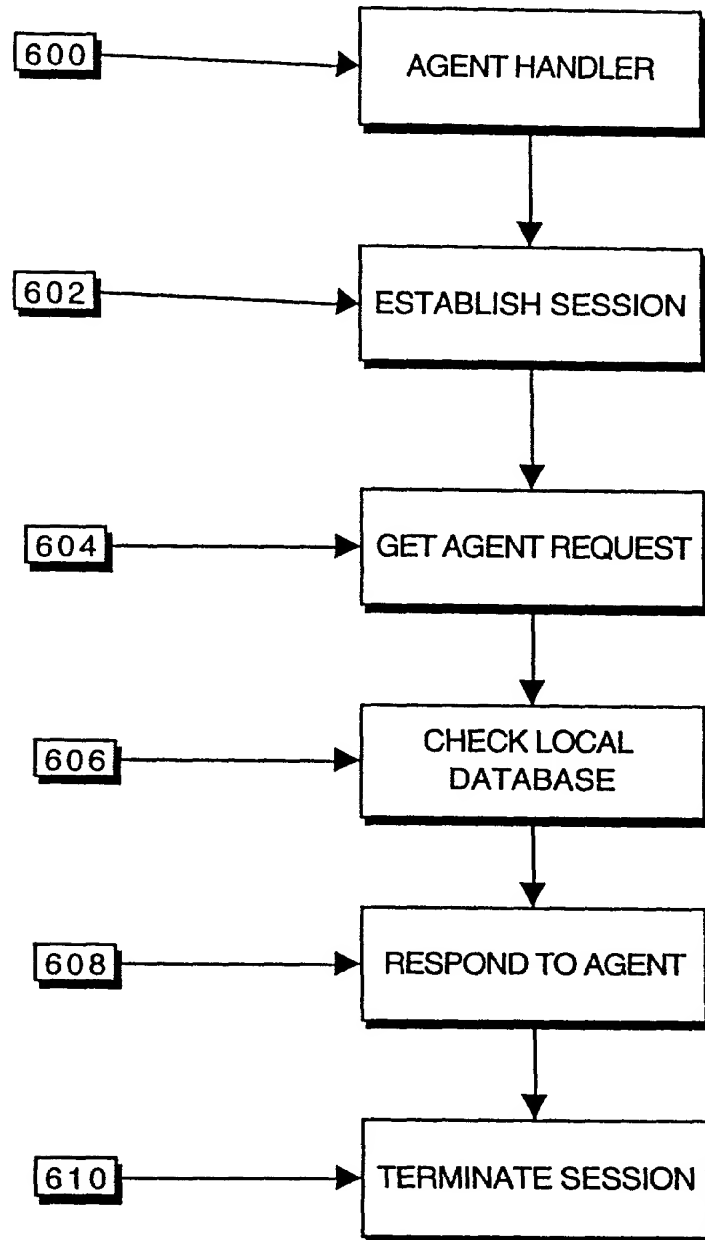 600
AGENT HANDLER
602
ESTABLISH SESSION
604
GET AGENT REQUEST
606
CHECK LOCAL
DATABASE
608
RESPOND TO AGENT
610
TERMINATE SESSION